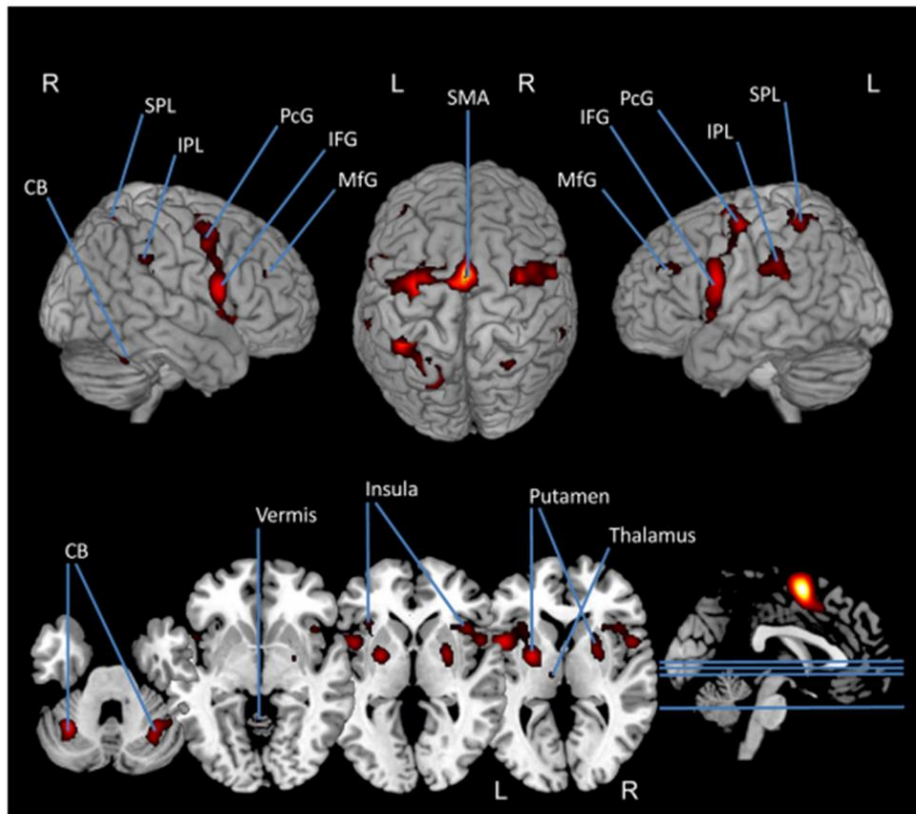 R L R L
SPL PcG SMA PcG SPL
IPL IFG IFG IPL
CB MfG MfG
Insula Putamen
Vermis Thalamus
CB
L R